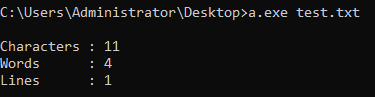 C:\Users\Administrator\Desktop>a.exe test.txt
Characters : 11
Words      : 4
Lines      : 1